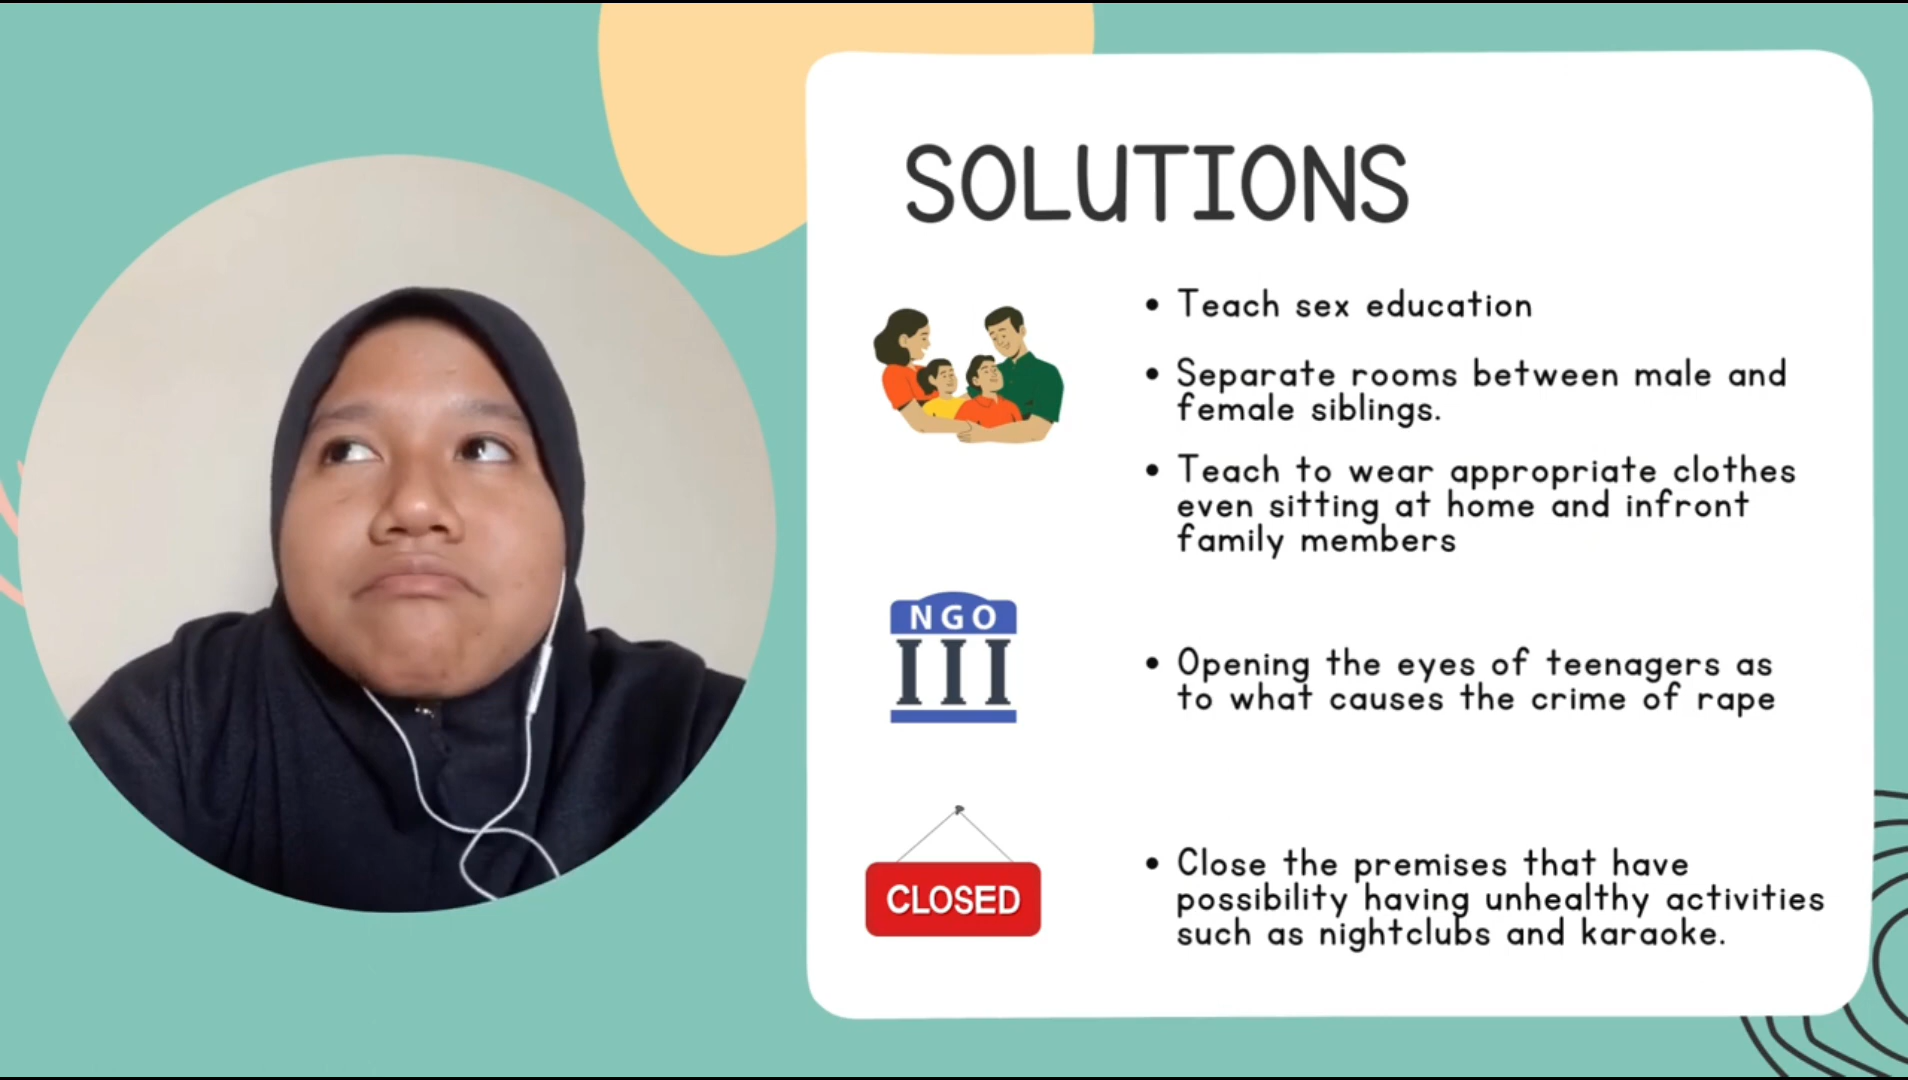 SOLUTIONS
• Teach sex education
• Separate rooms between male and
female siblings.
• Teach to wear appropriate clothes
even sitting at home and infront
family members
NGO
• Opening the eyes of teenagers as
to what causes the crime of rape
CLOSED
• Close the premises that have
possibility having unhealthy activities
such as nightclubs and karaoke.